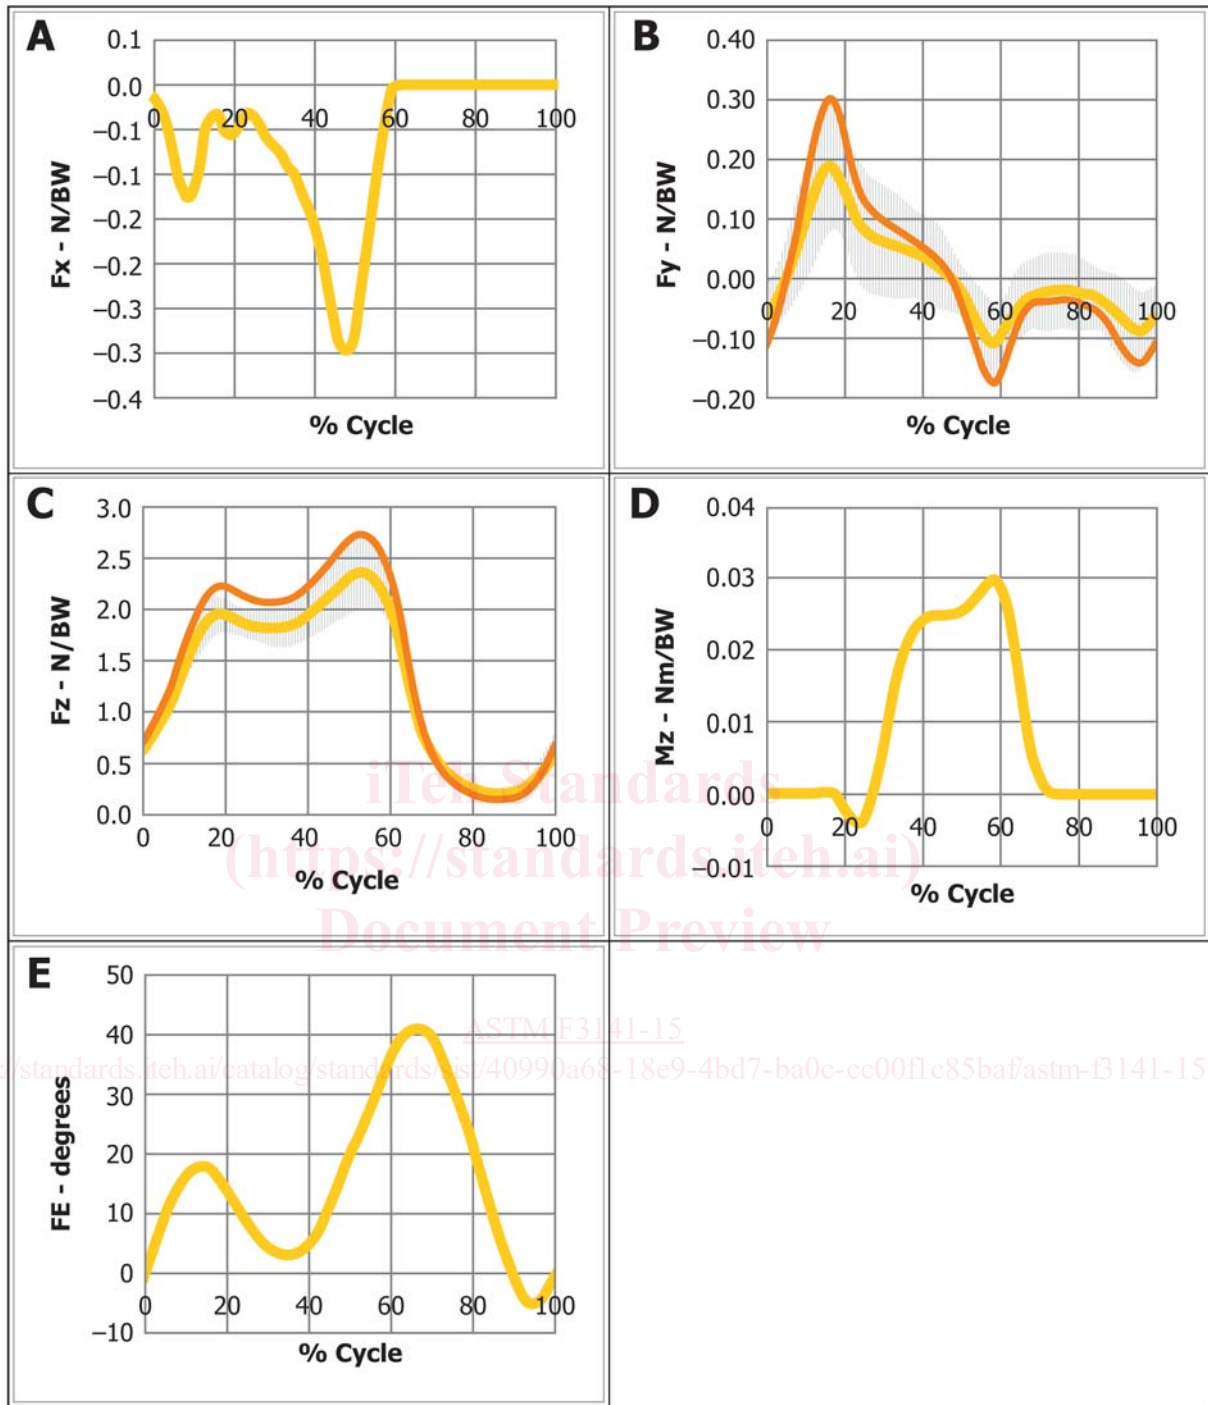 A
0.1
0.0
−0.1
−0.1
−0.2
−0.2
−0.3
−0.3
−0.4
0 20 40 60 80 100
Fx - N/BW
% Cycle
B
0.40
0.30
0.20
0.10
0.00
−0.10
−0.20
0 20 40 60 80 100
Fy - N/BW
% Cycle
C
3.0
2.5
2.0
1.5
1.0
0.5
0.0
0 20 40 60 80 100
Fz - N/BW
% Cycle
D
0.04
0.03
0.02
0.01
0.00
−0.01
0 20 40 60 80 100
Mz - Nm/BW
% Cycle
iTeh Standards
(https://standards.iteh.ai)
Document Preview
E
50
40
30
20
10
0
−10
0 20 40 60 80 100
FE - degrees
% Cycle
ASTM F3141-15
/standards.iteh.ai/catalog/standards/sist/40990a68-18e9-4bd7-ba0c-cc00f1c85baf/astm-f3141-15